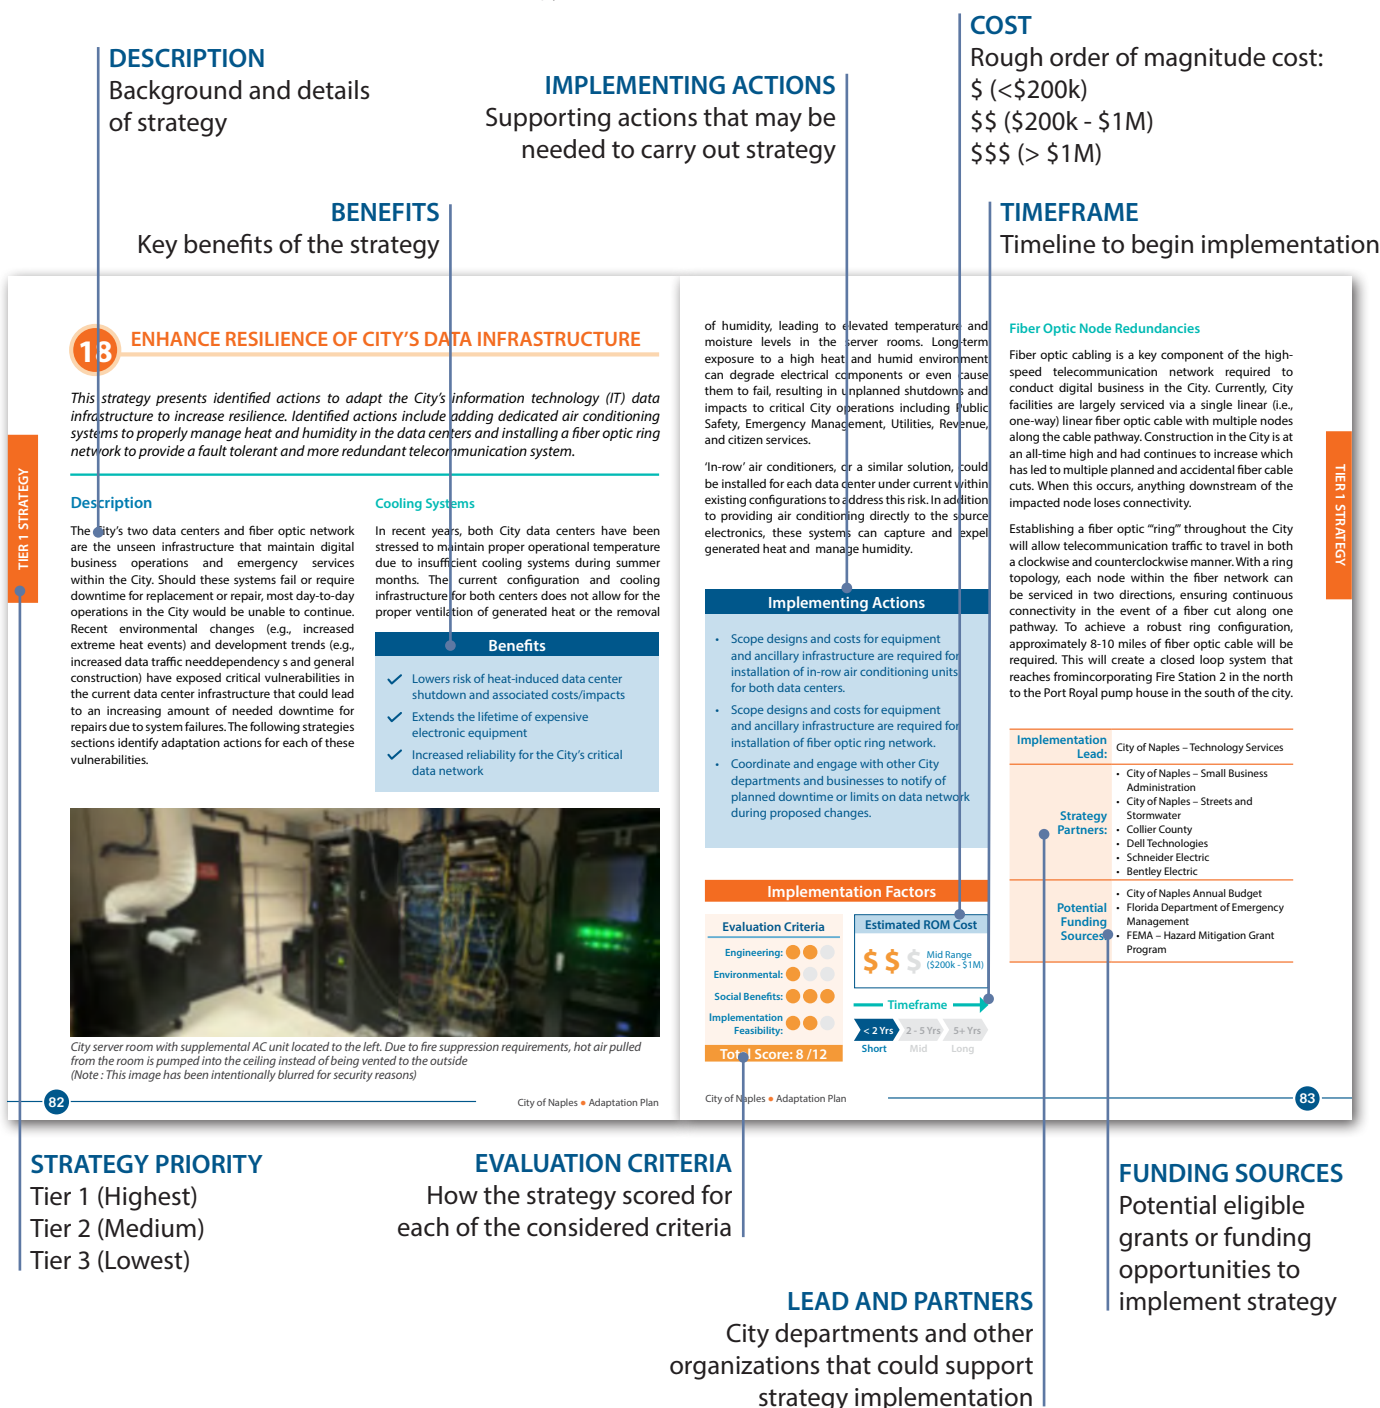 COST
Rough order of magnitude cost:
$ (<$200k)
$$ ($200k - $1M)
$$$ (> $1M)
DESCRIPTION
Background and details
of strategy
IMPLEMENTING ACTIONS
Supporting actions that may be
needed to carry out strategy
BENEFITS
Key benefits of the strategy
TIMEFRAME
Timeline to begin implementation
18
ENHANCE RESILIENCE OF CITY'S DATA INFRASTRUCTURE
This strategy presents identified actions to adapt the City's information technology (IT) data
infrastructure to increase resilience. Identified actions include adding dedicated air conditioning
systems to properly manage heat and humidity in the data centers and installing a fiber optic ring
network to provide a fault tolerant and more redundant telecommunication system.
TIER 1 STRATEGY
Description
The City's two data centers and fiber optic network
are the unseen infrastructure that maintain digital
business operations and emergency services
within the City. Should these systems fail or require
downtime for replacement or repair, most day-to-day
operations in the City would be unable to continue.
Recent environmental changes (e.g., increased
extreme heat events) and development trends (e.g.,
increased data traffic needdependency s and general
construction) have exposed critical vulnerabilities in
the current data center infrastructure that could lead
to an increasing amount of needed downtime for
repairs due to system failures. The following strategies
sections identify adaptation actions for each of these
vulnerabilities.
Cooling Systems
In recent years, both City data centers have been
stressed to maintain proper operational temperature
due to insufficient cooling systems during summer
months. The current configuration and cooling
infrastructure for both centers does not allow for the
proper ventilation of generated heat or the removal
Benefits
Lowers risk of heat-induced data center
shutdown and associated costs/impacts
Extends the lifetime of expensive
electronic equipment
Increased reliability for the City's critical
data network
City server room with supplemental AC unit located to the left. Due to fire suppression requirements, hot air pulled
from the room is pumped into the ceiling instead of being vented to the outside
(Note : This image has been intentionally blurred for security reasons)
82
City of Naples • Adaptation Plan
of humidity, leading to elevated temperature and
moisture levels in the server rooms. Long-term
exposure to a high heat and humid environment
can degrade electrical components or even cause
them to fail, resulting in unplanned shutdowns and
impacts to critical City operations including Public
Safety, Emergency Management, Utilities, Revenue,
and citizen services.
'In-row' air conditioners, or a similar solution, could
be installed for each data center under current within
existing configurations to address this risk. In addition
to providing air conditioning directly to the source
electronics, these systems can capture and expel
generated heat and manage humidity.
Implementing Actions
• Scope designs and costs for equipment
and ancillary infrastructure are required for
installation of in-row air conditioning units
for both data centers.
• Scope designs and costs for equipment
and ancillary infrastructure are required for
installation of fiber optic ring network.
• Coordinate and engage with other City
departments and businesses to notify of
planned downtime or limits on data network
during proposed changes.
Implementation Factors
Evaluation Criteria
Engineering:
Environmental:
Social Benefits:
Implementation
Feasibility:
Total Score: 8 /12
Estimated ROM Cost
$ $ $ Mid Range
($200k - $1M)
Timeframe
< 2 Yrs 2 - 5 Yrs 5+ Yrs
Short Mid Long
Fiber Optic Node Redundancies
Fiber optic cabling is a key component of the high-
speed telecommunication network required to
conduct digital business in the City. Currently, City
facilities are largely serviced via a single linear (i.e.,
one-way) linear fiber optic cable with multiple nodes
along the cable pathway. Construction in the City is at
an all-time high and had continues to increase which
has led to multiple planned and accidental fiber cable
cuts. When this occurs, anything downstream of the
impacted node loses connectivity.
Establishing a fiber optic "'ring'" throughout the City
will allow telecommunication traffic to travel in both
a clockwise and counterclockwise manner. With a ring
topology, each node within the fiber network can
be serviced in two directions, ensuring continuous
connectivity in the event of a fiber cut along one
pathway. To achieve a robust ring configuration,
approximately 8-10 miles of fiber optic cable will be
required. This will create a closed loop system that
reaches fromincorporating Fire Station 2 in the north
to the Port Royal pump house in the south of the city.
Implementation
Lead:
City of Naples – Technology Services
Strategy
Partners:
• City of Naples – Small Business
Administration
• City of Naples – Streets and
Stormwater
• Collier County
• Dell Technologies
• Schneider Electric
• Bentley Electric
Potential
Funding
Sources:
• City of Naples Annual Budget
• Florida Department of Emergency
Management
• FEMA – Hazard Mitigation Grant
Program
TIER 1 STRATEGY
City of Naples • Adaptation Plan
83
STRATEGY PRIORITY
Tier 1 (Highest)
Tier 2 (Medium)
Tier 3 (Lowest)
EVALUATION CRITERIA
How the strategy scored for
each of the considered criteria
FUNDING SOURCES
Potential eligible
grants or funding
opportunities to
implement strategy
LEAD AND PARTNERS
City departments and other
organizations that could support
strategy implementation